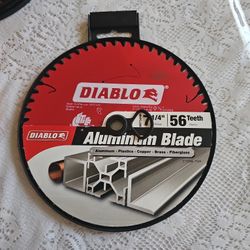 DIABLO
7 1/4" 56 Teeth
DIABLO
Aluminum Blade
Aluminum • Plastics • Copper • Brass • Fiberglass